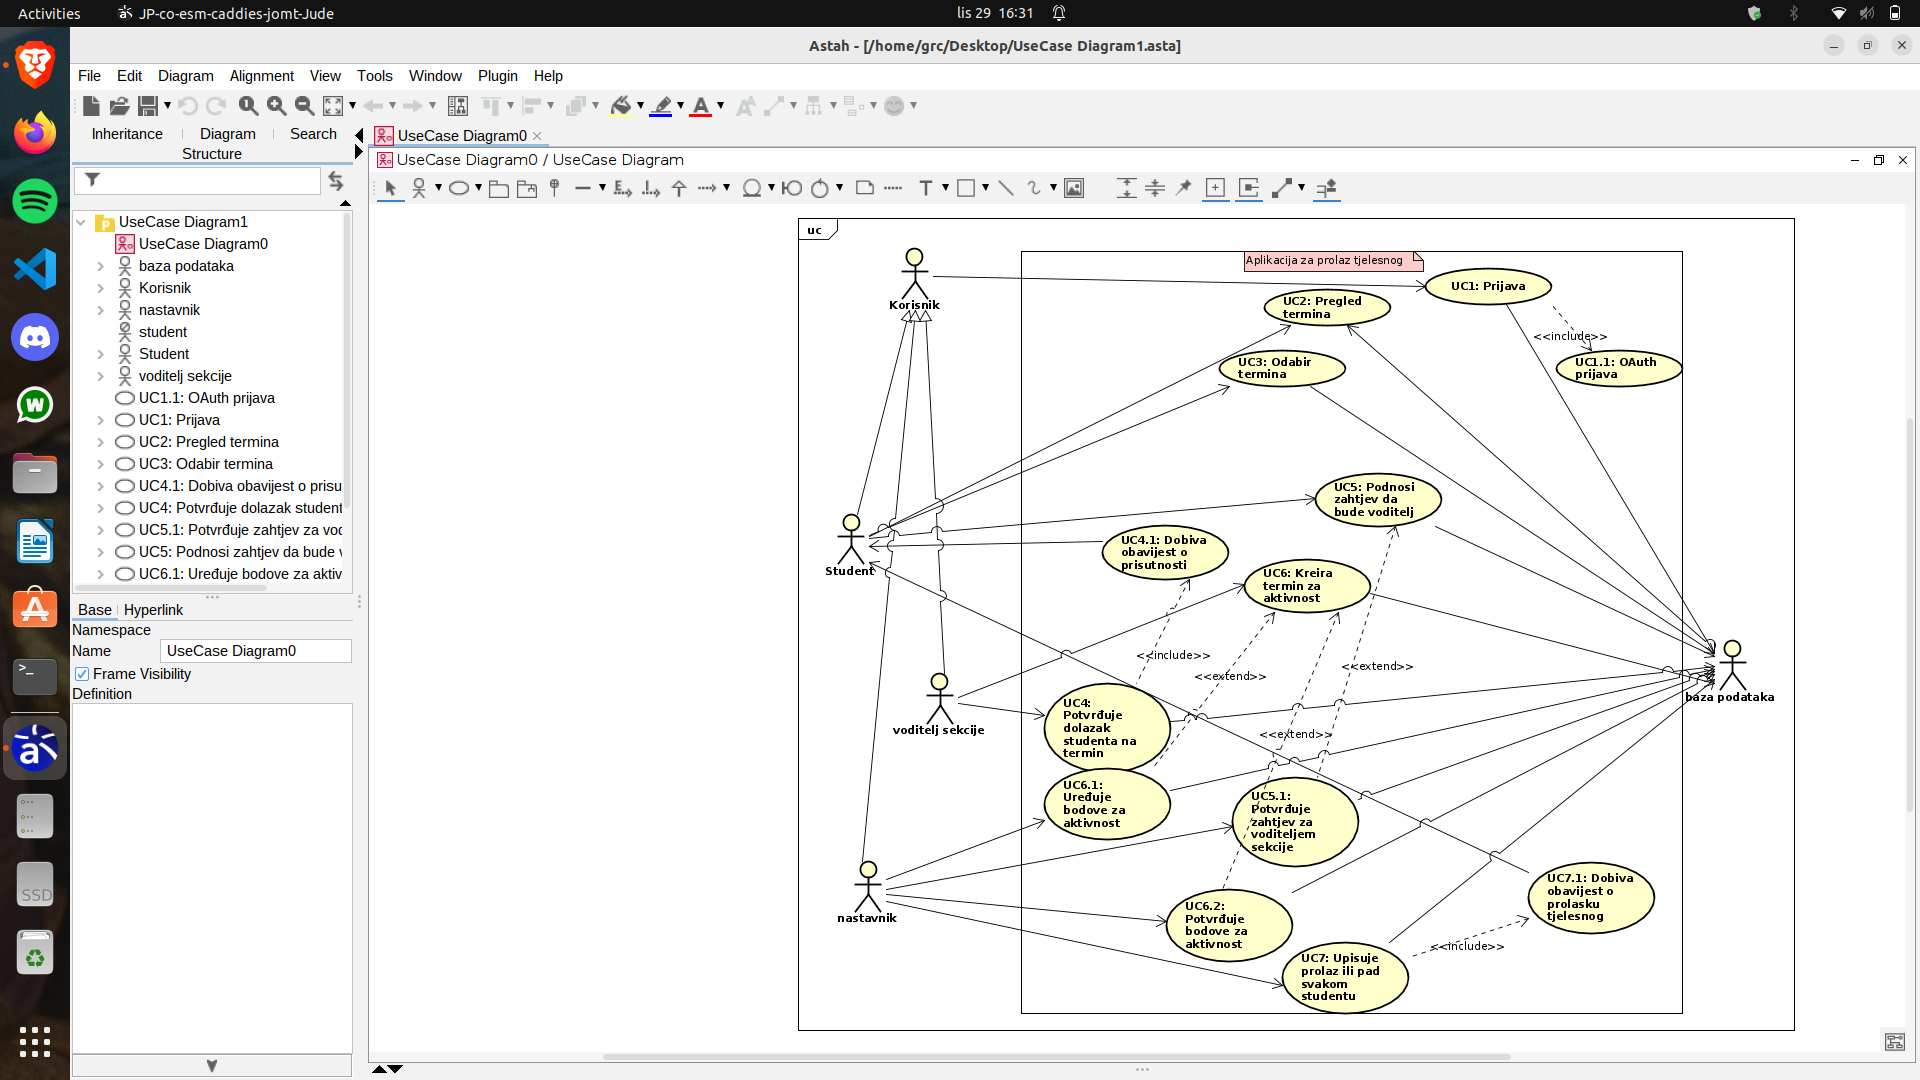 Activities
JP-co-esm-caddies-jomt-Jude
lis 29 16:31
Astah - [/home/grc/Desktop/UseCase Diagram1.asta]
File Edit Diagram Alignment View Tools Window Plugin Help
Inheritance Diagram Search
Structure
UseCase Diagram0
UseCase Diagram0 / UseCase Diagram
UseCase Diagram1
UseCase Diagram0
baza podataka
Korisnik
nastavnik
student
Student
voditelj sekcije
UC1.1: OAuth prijava
UC1: Prijava
UC2: Pregled termina
UC3: Odabir termina
UC4.1: Dobiva obavijest o prisu
UC4: Potvrđuje dolazak student
UC5.1: Potvrđuje zahtjev za vod
UC5: Podnosi zahtjev da bude v
UC6.1: Uređuje bodove za aktiv
Base Hyperlink
Namespace
Name UseCase Diagram0
Frame Visibility
Definition
uc
Aplikacija za prolaz tjelesnog
Korisnik
UC1: Prijava
UC2: Pregled
termina
<<include>>
UC3: Odabir
termina
UC1.1: OAuth
prijava
UC5: Podnosi
zahtjev da
bude voditelj
Student
UC4.1: Dobiva
obavijest o
prisutnosti
UC6: Kreira
termin za
aktivnost
<<include>>
<<extend>>
<<extend>>
baza podataka
voditelj sekcije
UC4:
Potvrđuje
dolazak
studenta na
termin
<<extend>>
UC6.1:
Uređuje
bodove za
aktivnost
UC5.1:
Potvrđuje
zahtjev za
voditeljem
sekcije
nastavnik
UC7.1: Dobiva
obavijest o
prolasku
tjelesnog
UC6.2:
Potvrđuje
bodove za
aktivnost
<<include>>
UC7: Upisuje
prolaz ili pad
svakom
studentu
SSD